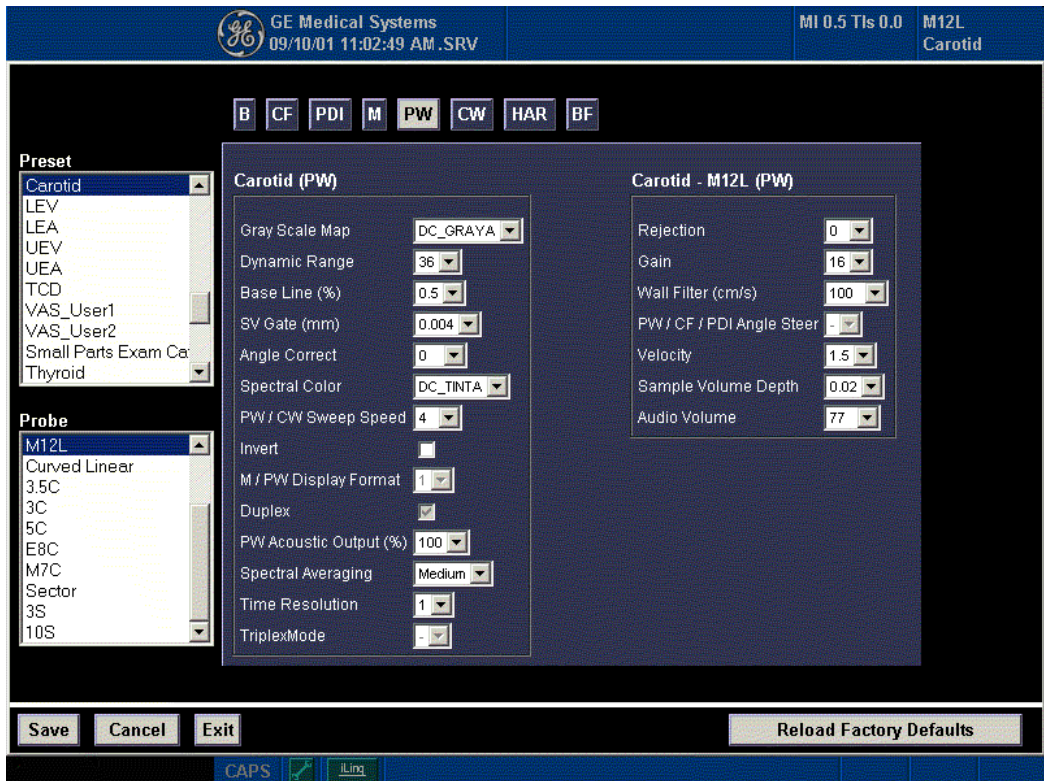 GE Medical Systems
09/10/01 11:02:49 AM.SRV
MI 0.5 TIs 0.0
M12L
Carotid
B CF PDI M PW CW HAR BF
Preset
Carotid
LEV
LEA
UEV
UEA
TCD
VAS_User1
VAS_User2
Small Parts Exam Ca
Thyroid
Probe
M12L
Curved Linear
3.5C
3C
5C
E8C
M7C
Sector
3S
10S
Carotid (PW)
Gray Scale Map DC_GRAYA
Dynamic Range 36
Base Line (%) 0.5
SV Gate (mm) 0.004
Angle Correct 0
Spectral Color DC_TINTA
PW / CW Sweep Speed 4
Invert
M / PW Display Format 1
Duplex
PW Acoustic Output (%) 100
Spectral Averaging Medium
Time Resolution 1
TriplexMode -
Carotid - M12L (PW)
Rejection 0
Gain 16
Wall Filter (cm/s) 100
PW / CF / PDI Angle Steer -
Velocity 1.5
Sample Volume Depth 0.02
Audio Volume 77
Save Cancel Exit Reload Factory Defaults
CAPS iLinq